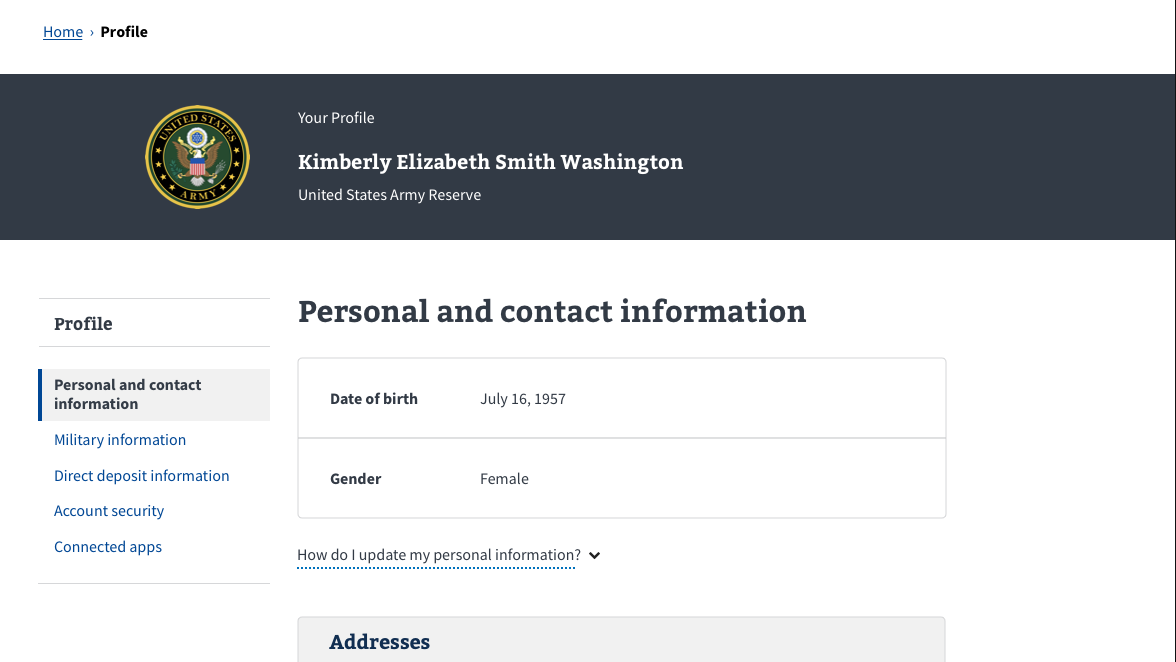 Home › Profile
UNITED STATES
ARMY
Your Profile
Kimberly Elizabeth Smith Washington
United States Army Reserve
Profile
Personal and contact
information
Military information
Direct deposit information
Account security
Connected apps
Personal and contact information
Date of birth July 16, 1957
Gender Female
How do I update my personal information?
Addresses